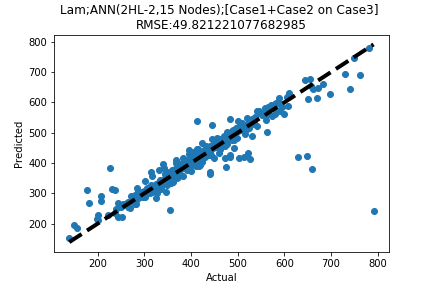 Lam;ANN(2HL-2,15 Nodes);[Case1+Case2 on Case3]
RMSE:49.821221077682985
800
700
600
500
400
300
200
Predicted
200 300 400 500 600 700 800
Actual